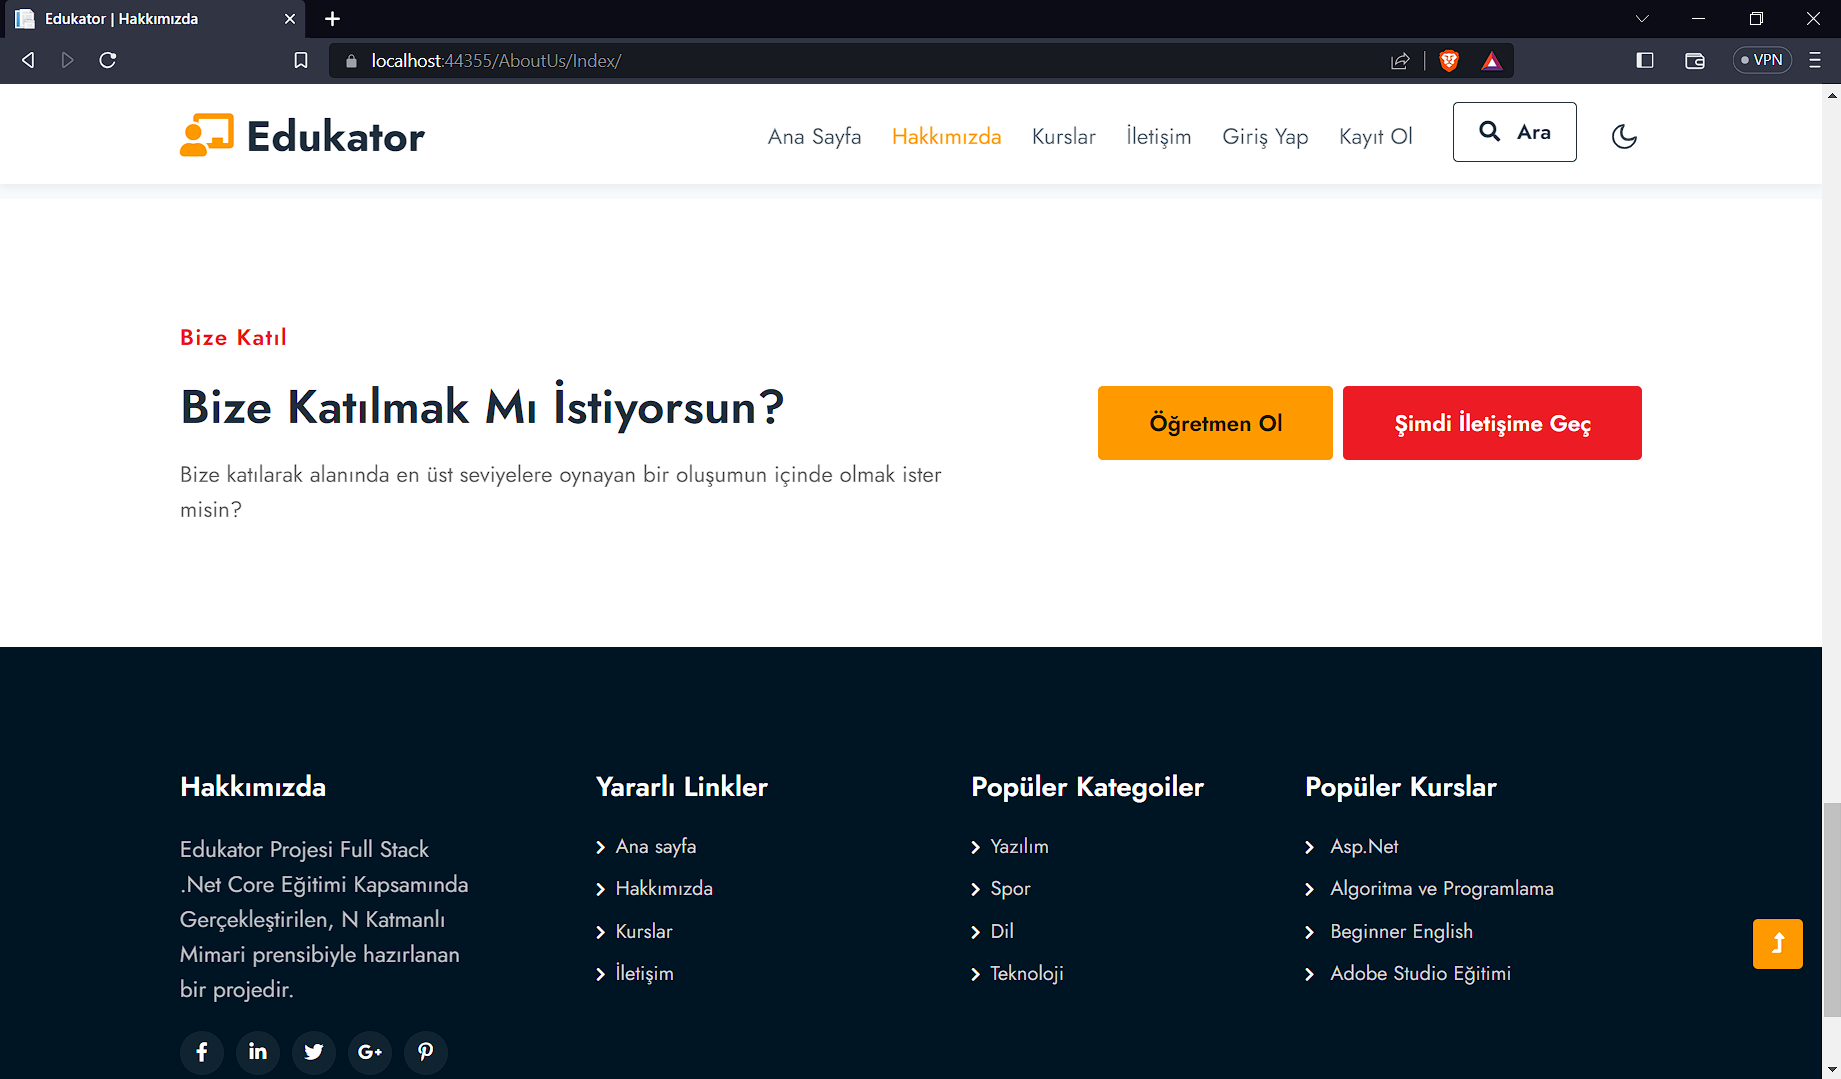 Edukator | Hakkımızda
localhost:44355/AboutUs/Index/
VPN
Edukator
Ana Sayfa
Hakkımızda
Kurslar
İletişim
Giriş Yap
Kayıt Ol
Ara
Bize Katıl
Bize Katılmak Mı İstiyorsun?
Bize katılarak alanında en üst seviyelere oynayan bir oluşumun içinde olmak ister
misin?
Öğretmen Ol
Şimdi İletişime Geç
Hakkımızda
Edukator Projesi Full Stack
.Net Core Eğitimi Kapsamında
Gerçekleştirilen, N Katmanlı
Mimari prensibiyle hazırlanan
bir projedir.
Yararlı Linkler
Ana sayfa
Hakkımızda
Kurslar
İletişim
Popüler Kategoiler
Yazılım
Spor
Dil
Teknoloji
Popüler Kurslar
Asp.Net
Algoritma ve Programlama
Beginner English
Adobe Studio Eğitimi